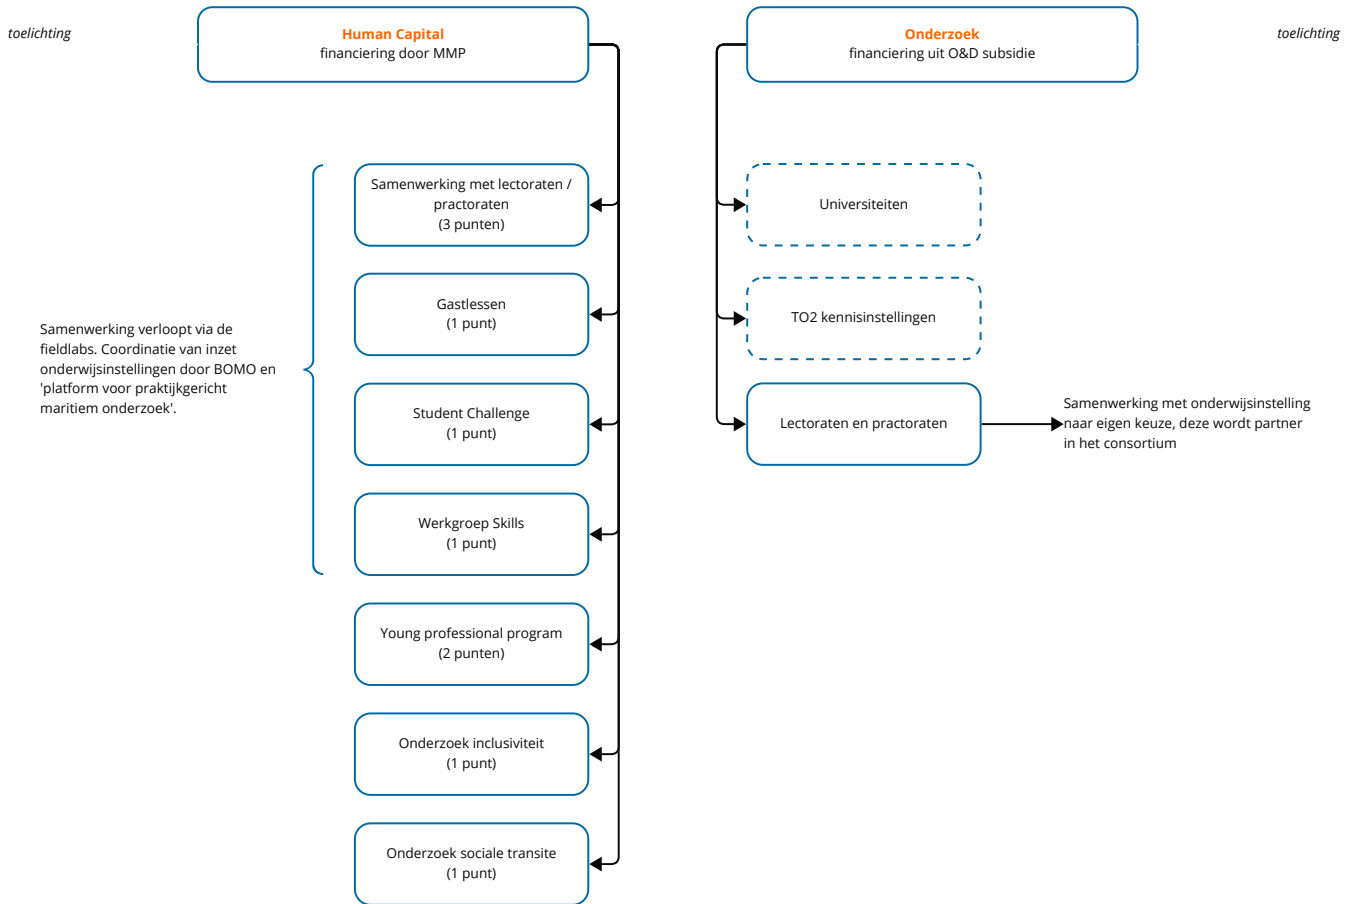 toelichting
Human Capital
financiering door MMP
Onderzoek
financiering uit O&D subsidie
toelichting
Samenwerking met lectoraten /
practoraten
(3 punten)
Gastlessen
(1 punt)
Student Challenge
(1 punt)
Werkgroep Skills
(1 punt)
Young professional program
(2 punten)
Onderzoek inclusiviteit
(1 punt)
Onderzoek sociale transite
(1 punt)
Samenwerking verloopt via de
fieldlabs. Coordinatie van inzet
onderwijsinstellingen door BOMO en
'platform voor praktijkgericht
maritiem onderzoek'.
Universiteiten
TO2 kennisinstellingen
Lectoraten en practoraten
Samenwerking met onderwijsinstelling
naar eigen keuze, deze wordt partner
in het consortium